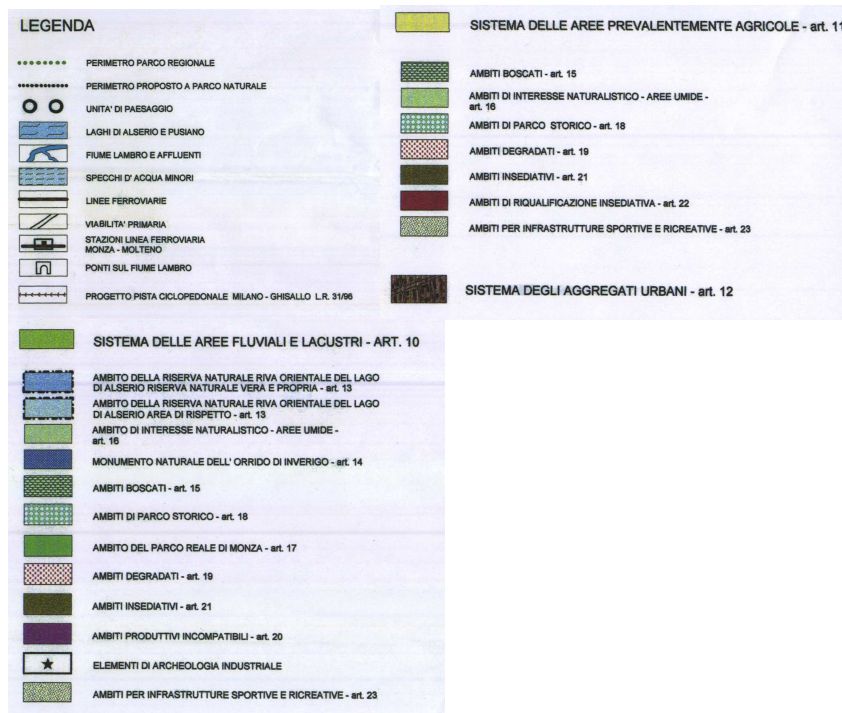 LEGENDA
PERIMETRO PARCO REGIONALE
PERIMETRO PROPOSTO A PARCO NATURALE
UNITA' DI PAESAGGIO
LAGHI DI ALSERIO E PUSIANO
FIUME LAMBRO E AFFLUENTI
SPECCHI D' ACQUA MINORI
LINEE FERROVIARIE
VIABILITA' PRIMARIA
STAZIONI LINEA FERROVIARIA
MONZA - MOLTENO
PONTI SUL FIUME LAMBRO
PROGETTO PISTA CICLOPEDONALE MILANO - GHISALLO L.R. 31/96
SISTEMA DELLE AREE FLUVIALI E LACUSTRI - ART. 10
AMBITO DELLA RISERVA NATURALE RIVA ORIENTALE DEL LAGO
DI ALSERIO RISERVA NATURALE VERA E PROPRIA - art. 13
AMBITO DELLA RISERVA NATURALE RIVA ORIENTALE DEL LAGO
DI ALSERIO AREA DI RISPETTO - art. 13
AMBITO DI INTERESSE NATURALISTICO - AREE UMIDE -
art. 16
MONUMENTO NATURALE DELL' ORRIDO DI INVERIGO - art. 14
AMBITI BOSCATI - art. 15
AMBITI DI PARCO STORICO - art. 18
AMBITO DEL PARCO REALE DI MONZA - art. 17
AMBITI DEGRADATI - art. 19
AMBITI INSEDIATIVI - art. 21
AMBITI PRODUTTIVI INCOMPATIBILI - art. 20
ELEMENTI DI ARCHEOLOGIA INDUSTRIALE
AMBITI PER INFRASTRUTTURE SPORTIVE E RICREATIVE - art. 23
SISTEMA DELLE AREE PREVALENTEMENTE AGRICOLE - art. 11
AMBITI BOSCATI - art. 15
AMBITI DI INTERESSE NATURALISTICO - AREE UMIDE -
art. 16
AMBITI DI PARCO STORICO - art. 18
AMBITI DEGRADATI - art. 19
AMBITI INSEDIATIVI - art. 21
AMBITI DI RIQUALIFICAZIONE INSEDIATIVA - art. 22
AMBITI PER INFRASTRUTTURE SPORTIVE E RICREATIVE - art. 23
SISTEMA DEGLI AGGREGATI URBANI - art. 12